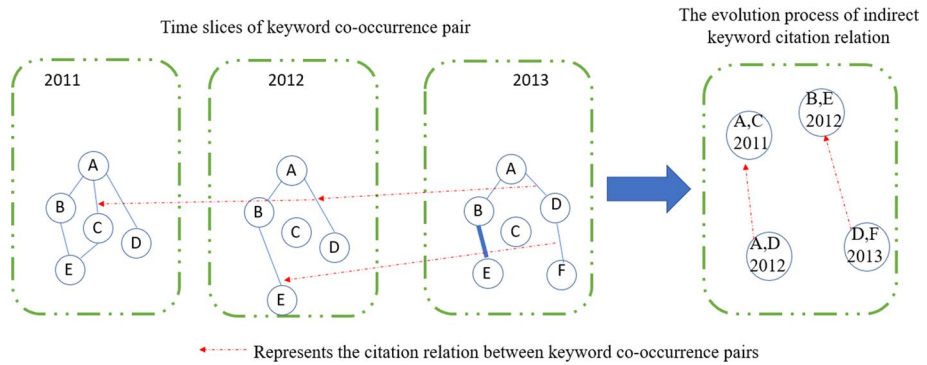 Time slices of keyword co-occurrence pair
The evolution process of indirect
keyword citation relation
2011
2012
2013
A
B
C
D
E
A
B
C
D
E
A
B
C
D
E
F
A,C
2011
B,E
2012
A,D
2012
D,F
2013
Represents the citation relation between keyword co-occurrence pairs